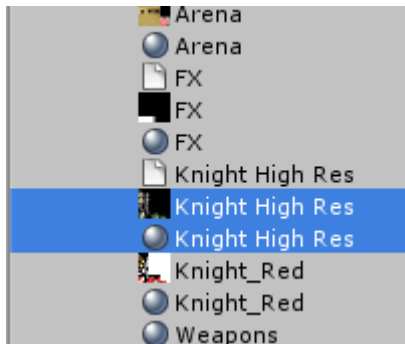 Arena
Arena
FX
FX
FX
Knight High Res
Knight High Res
Knight High Res
Knight_Red
Knight_Red
Weapons